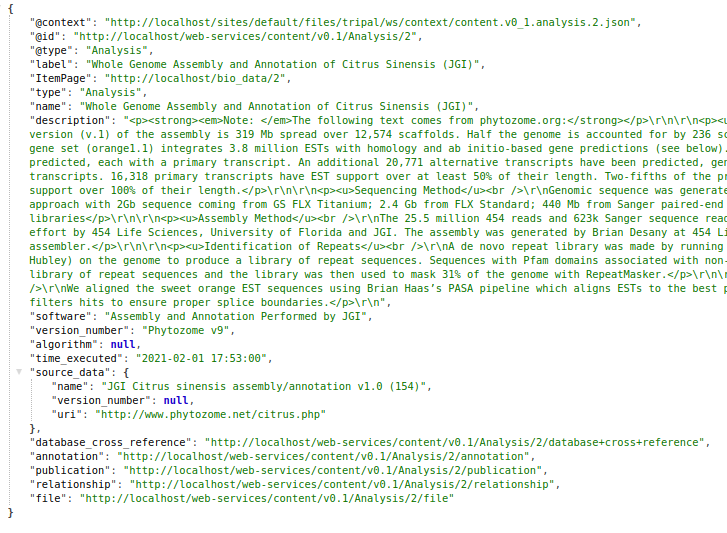 {
"@context": "http://localhost/sites/default/files/tripal/ws/context/content.v0_1.analysis.2.json",
"@id": "http://localhost/web-services/content/v0.1/Analysis/2",
"@type": "Analysis",
"label": "Whole Genome Assembly and Annotation of Citrus Sinensis (JGI)",
"ItemPage": "http://localhost/bio_data/2",
"type": "Analysis",
"name": "Whole Genome Assembly and Annotation of Citrus Sinensis (JGI)",
"description": "<p><strong><em>Note: </em>The following text comes from phytozome.org:</strong></p>\r\n\r\n<p><u
version (v.1) of the assembly is 319 Mb spread over 12,574 scaffolds. Half the genome is accounted for by 236 sc
gene set (orange1.1) integrates 3.8 million ESTs with homology and ab initio-based gene predictions (see below).
predicted, each with a primary transcript. An additional 20,771 alternative transcripts have been predicted, gen
transcripts. 16,318 primary transcripts have EST support over at least 50% of their length. Two-fifths of the pr
support over 100% of their length.</p>\r\n\r\n<p><u>Sequencing Method</u><br />\r\nGenomic sequence was generate
approach with 2Gb sequence coming from GS FLX Titanium; 2.4 Gb from FLX Standard; 440 Mb from Sanger paired-end
libraries</p>\r\n\r\n<p><u>Assembly Method</u><br />\r\nThe 25.5 million 454 reads and 623k Sanger sequence read
effort by 454 Life Sciences, University of Florida and JGI. The assembly was generated by Brian Desany at 454 Li
assembler.</p>\r\n\r\n<p><u>Identification of Repeats</u><br />\r\nA de novo repeat library was made by running
Hubley) on the genome to produce a library of repeat sequences. Sequences with Pfam domains associated with non-
library of repeat sequences and the library was then used to mask 31% of the genome with RepeatMasker.</p>\r\n\r
/>\r\nWe aligned the sweet orange EST sequences using Brian Haas’s PASA pipeline which aligns ESTs to the best p
filters hits to ensure proper splice boundaries.</p>\r\n",
"software": "Assembly and Annotation Performed by JGI",
"version_number": "Phytozome v9",
"algorithm": null,
"time_executed": "2021-02-01 17:53:00",
"source_data": {
"name": "JGI Citrus sinensis assembly/annotation v1.0 (154)",
"version_number": null,
"uri": "http://www.phytozome.net/citrus.php"
},
"database_cross_reference": "http://localhost/web-services/content/v0.1/Analysis/2/database+cross+reference",
"annotation": "http://localhost/web-services/content/v0.1/Analysis/2/annotation",
"publication": "http://localhost/web-services/content/v0.1/Analysis/2/publication",
"relationship": "http://localhost/web-services/content/v0.1/Analysis/2/relationship",
"file": "http://localhost/web-services/content/v0.1/Analysis/2/file"
}